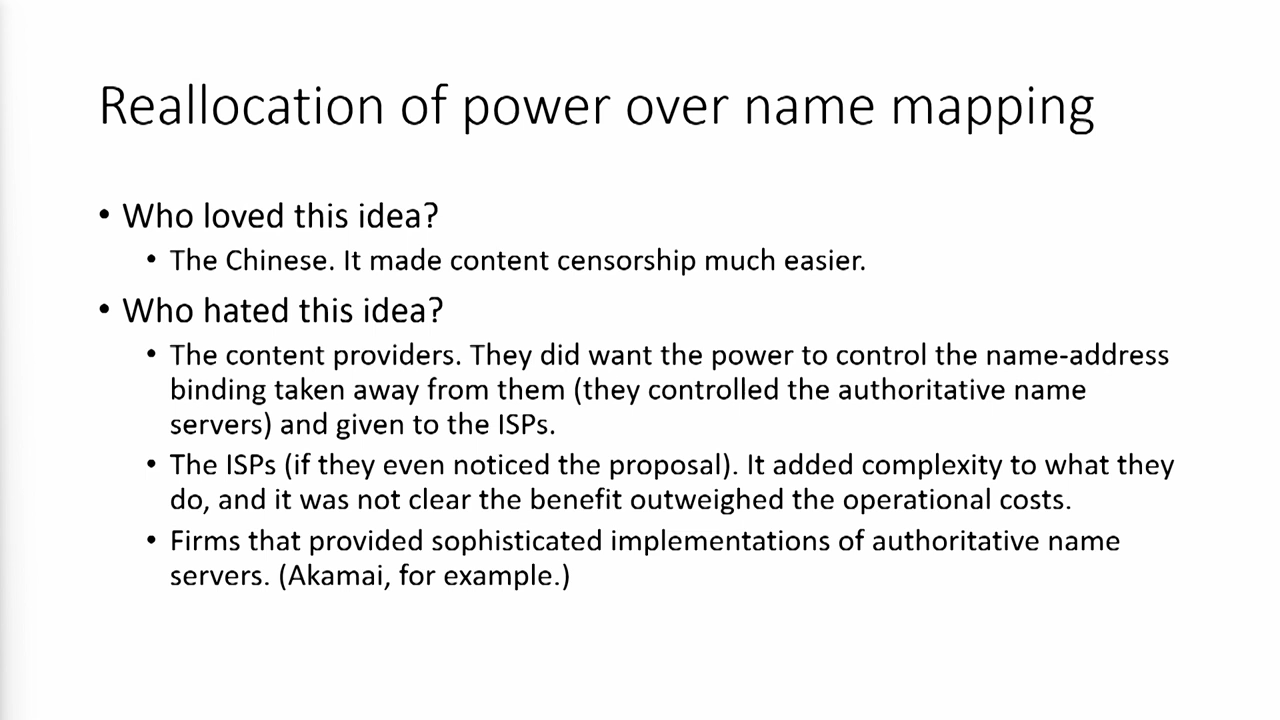 Reallocation of power over name mapping
• Who loved this idea?
• The Chinese. It made content censorship much easier.
• Who hated this idea?
• The content providers. They did want the power to control the name-address
binding taken away from them (they controlled the authoritative name
servers) and given to the ISPs.
• The ISPs (if they even noticed the proposal). It added complexity to what they
do, and it was not clear the benefit outweighed the operational costs.
• Firms that provided sophisticated implementations of authoritative name
servers. (Akamai, for example.)